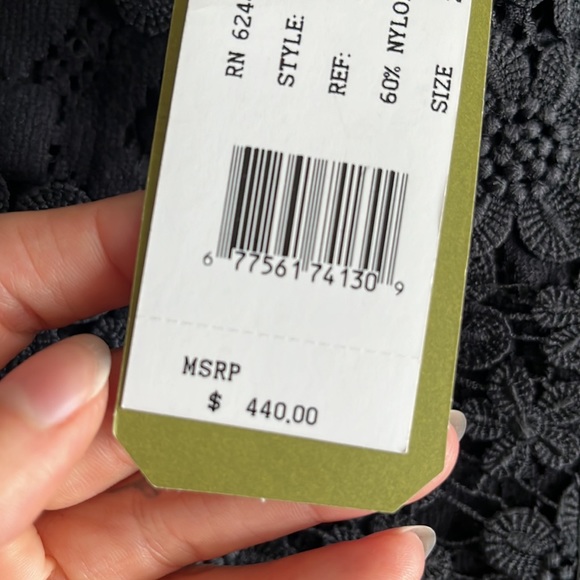 RN 624
STYLE:
REF:
60% NYLO
SIZE
6 77561 74130 9
MSRP
$ 440.00